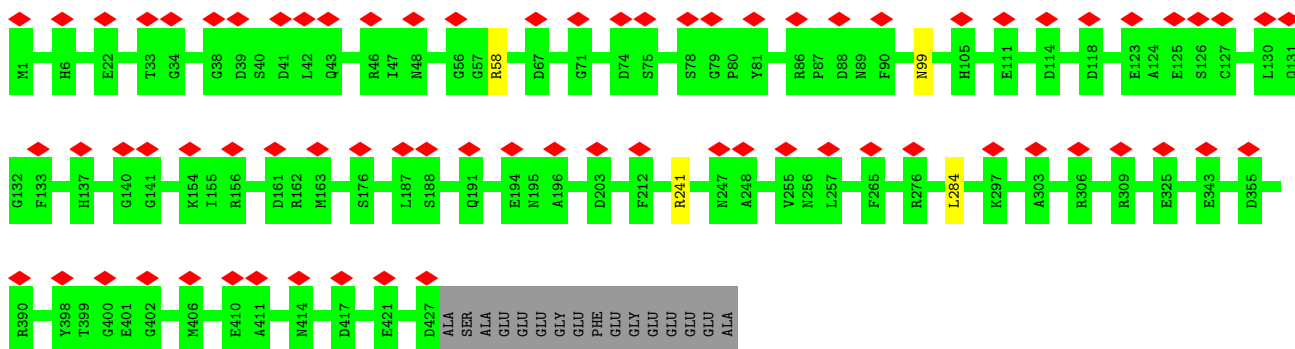 M1 H6 E22 T33 G34 G38 D39 S40 D41 L42 Q43 R46 I47 N48 G56 G57 R58 D67 G71 D74 S75 S78 G79 P80 Y81 R86 P87 D88 N89 F90 N99 H105 E111 D114 D118 E123 A124 E125 S126 C127 L130 Q131
G132 F133 H137 G140 G141 K154 I155 R156 D161 R162 M163 S176 L187 S188 Q191 E194 N195 A196 D203 F212 R241 N247 A248 V255 N256 L257 F265 R276 L284 K297 A303 R306 R309 E325 E343 D355
R390 Y398 T399 G400 E401 G402 M406 E410 A411 N414 D417 E421 D427 ALA SER ALA GLU GLU GLU GLY GLU PHE GLU GLY GLU GLU GLU GLU ALA